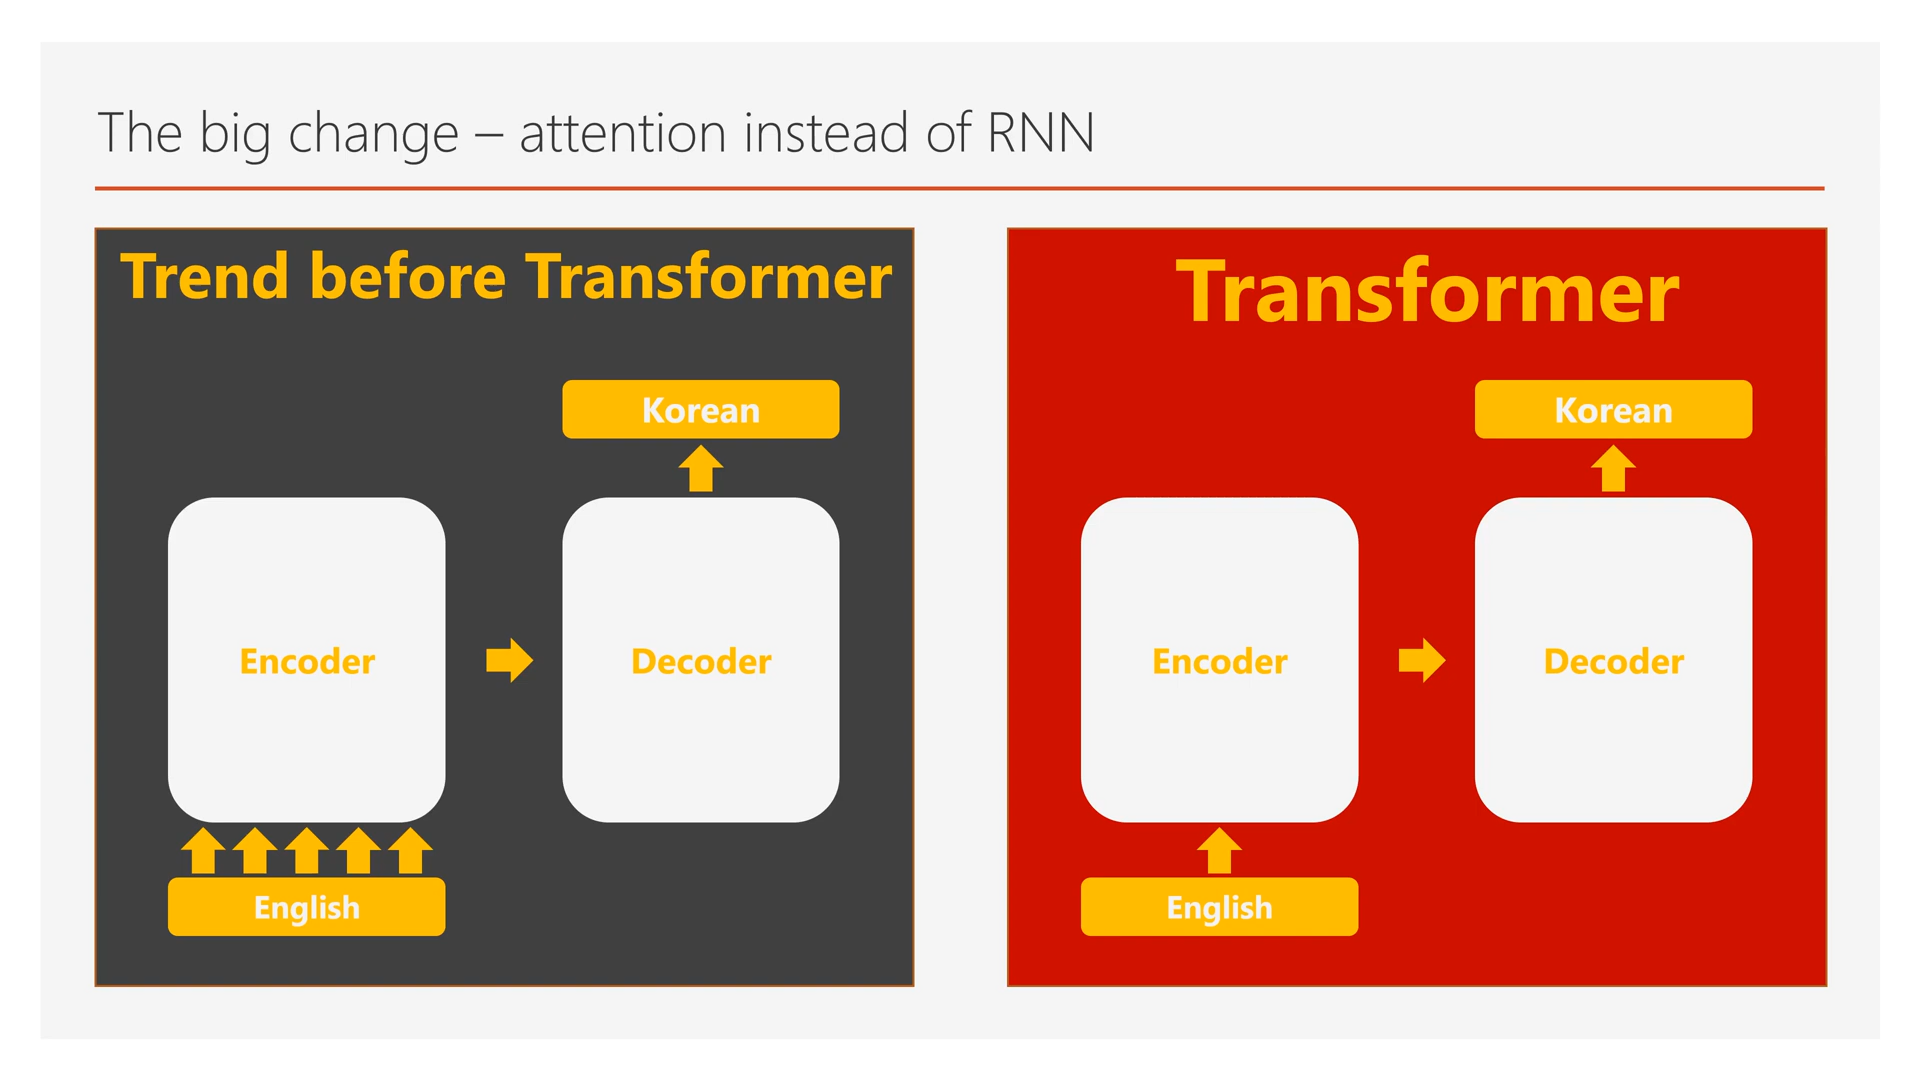 The big change – attention instead of RNN
Trend before Transformer
Korean
Encoder
Decoder
English
Transformer
Korean
Encoder
Decoder
English